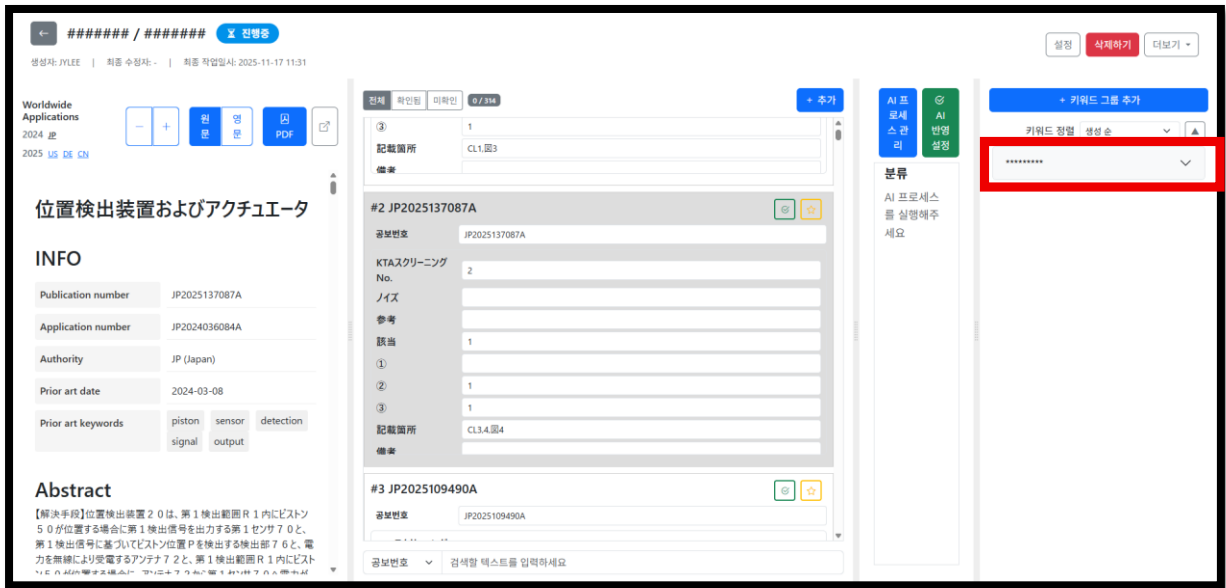 ← ####### / ####### 진행중
생성자: JYLEE | 최종 수정자: - | 최종 작업일시: 2025-11-17 11:31
설정 삭제하기 더보기
Worldwide
Applications
2024 JP
2025 US DE CN
− +
원
문
영
문
PDF
位置検出装置およびアクチュエータ
INFO
Publication number JP2025137087A
Application number JP2024036084A
Authority JP (Japan)
Prior art date 2024-03-08
Prior art keywords piston sensor detection
signal output
Abstract
【解決手段】位置検出装置２０は、第１検出範囲Ｒ１内にピストン
５０が位置する場合に第１検出信号を出力する第１センサ７０と、
第１検出信号に基づいてピストン位置Ｐを検出する検出部７６と、電
力を無線により受電するアンテナ７２と、第１検出範囲Ｒ１内にピスト
전체 확인됨 미확인 0 / 314
+ 추가
③ 1
記載箇所 CL1,図3
備考
#2 JP2025137087A
공보번호 JP2025137087A
KTAスクリーニング
No. 2
ノイズ
参考
該当 1
①
② 1
③ 1
記載箇所 CL3,4,図4
備考
#3 JP2025109490A
공보번호 JP2025109490A
공보번호 검색할 텍스트를 입력하세요
AI 프
로세
스 관
리
AI
반영
설정
분류
AI 프로세스
를 실행해주
세요
+ 키워드 그룹 추가
키워드 정렬 생성 순 ▲
*********